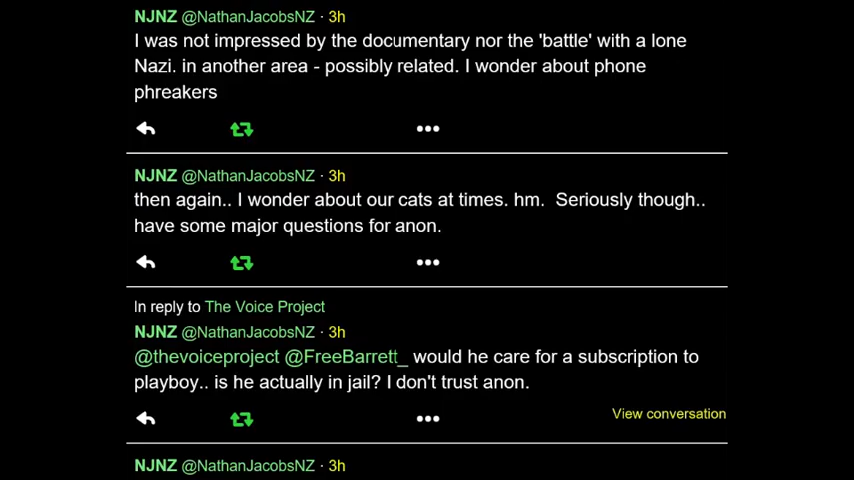 NJNZ @NathanJacobsNZ · 3h
I was not impressed by the documentary nor the 'battle' with a lone
Nazi. in another area - possibly related. I wonder about phone
phreakers
NJNZ @NathanJacobsNZ · 3h
then again.. I wonder about our cats at times. hm.  Seriously though..
have some major questions for anon.
In reply to The Voice Project
NJNZ @NathanJacobsNZ · 3h
@thevoiceproject @FreeBarrett_ would he care for a subscription to
playboy.. is he actually in jail? I don't trust anon.
View conversation
NJNZ @NathanJacobsNZ · 3h